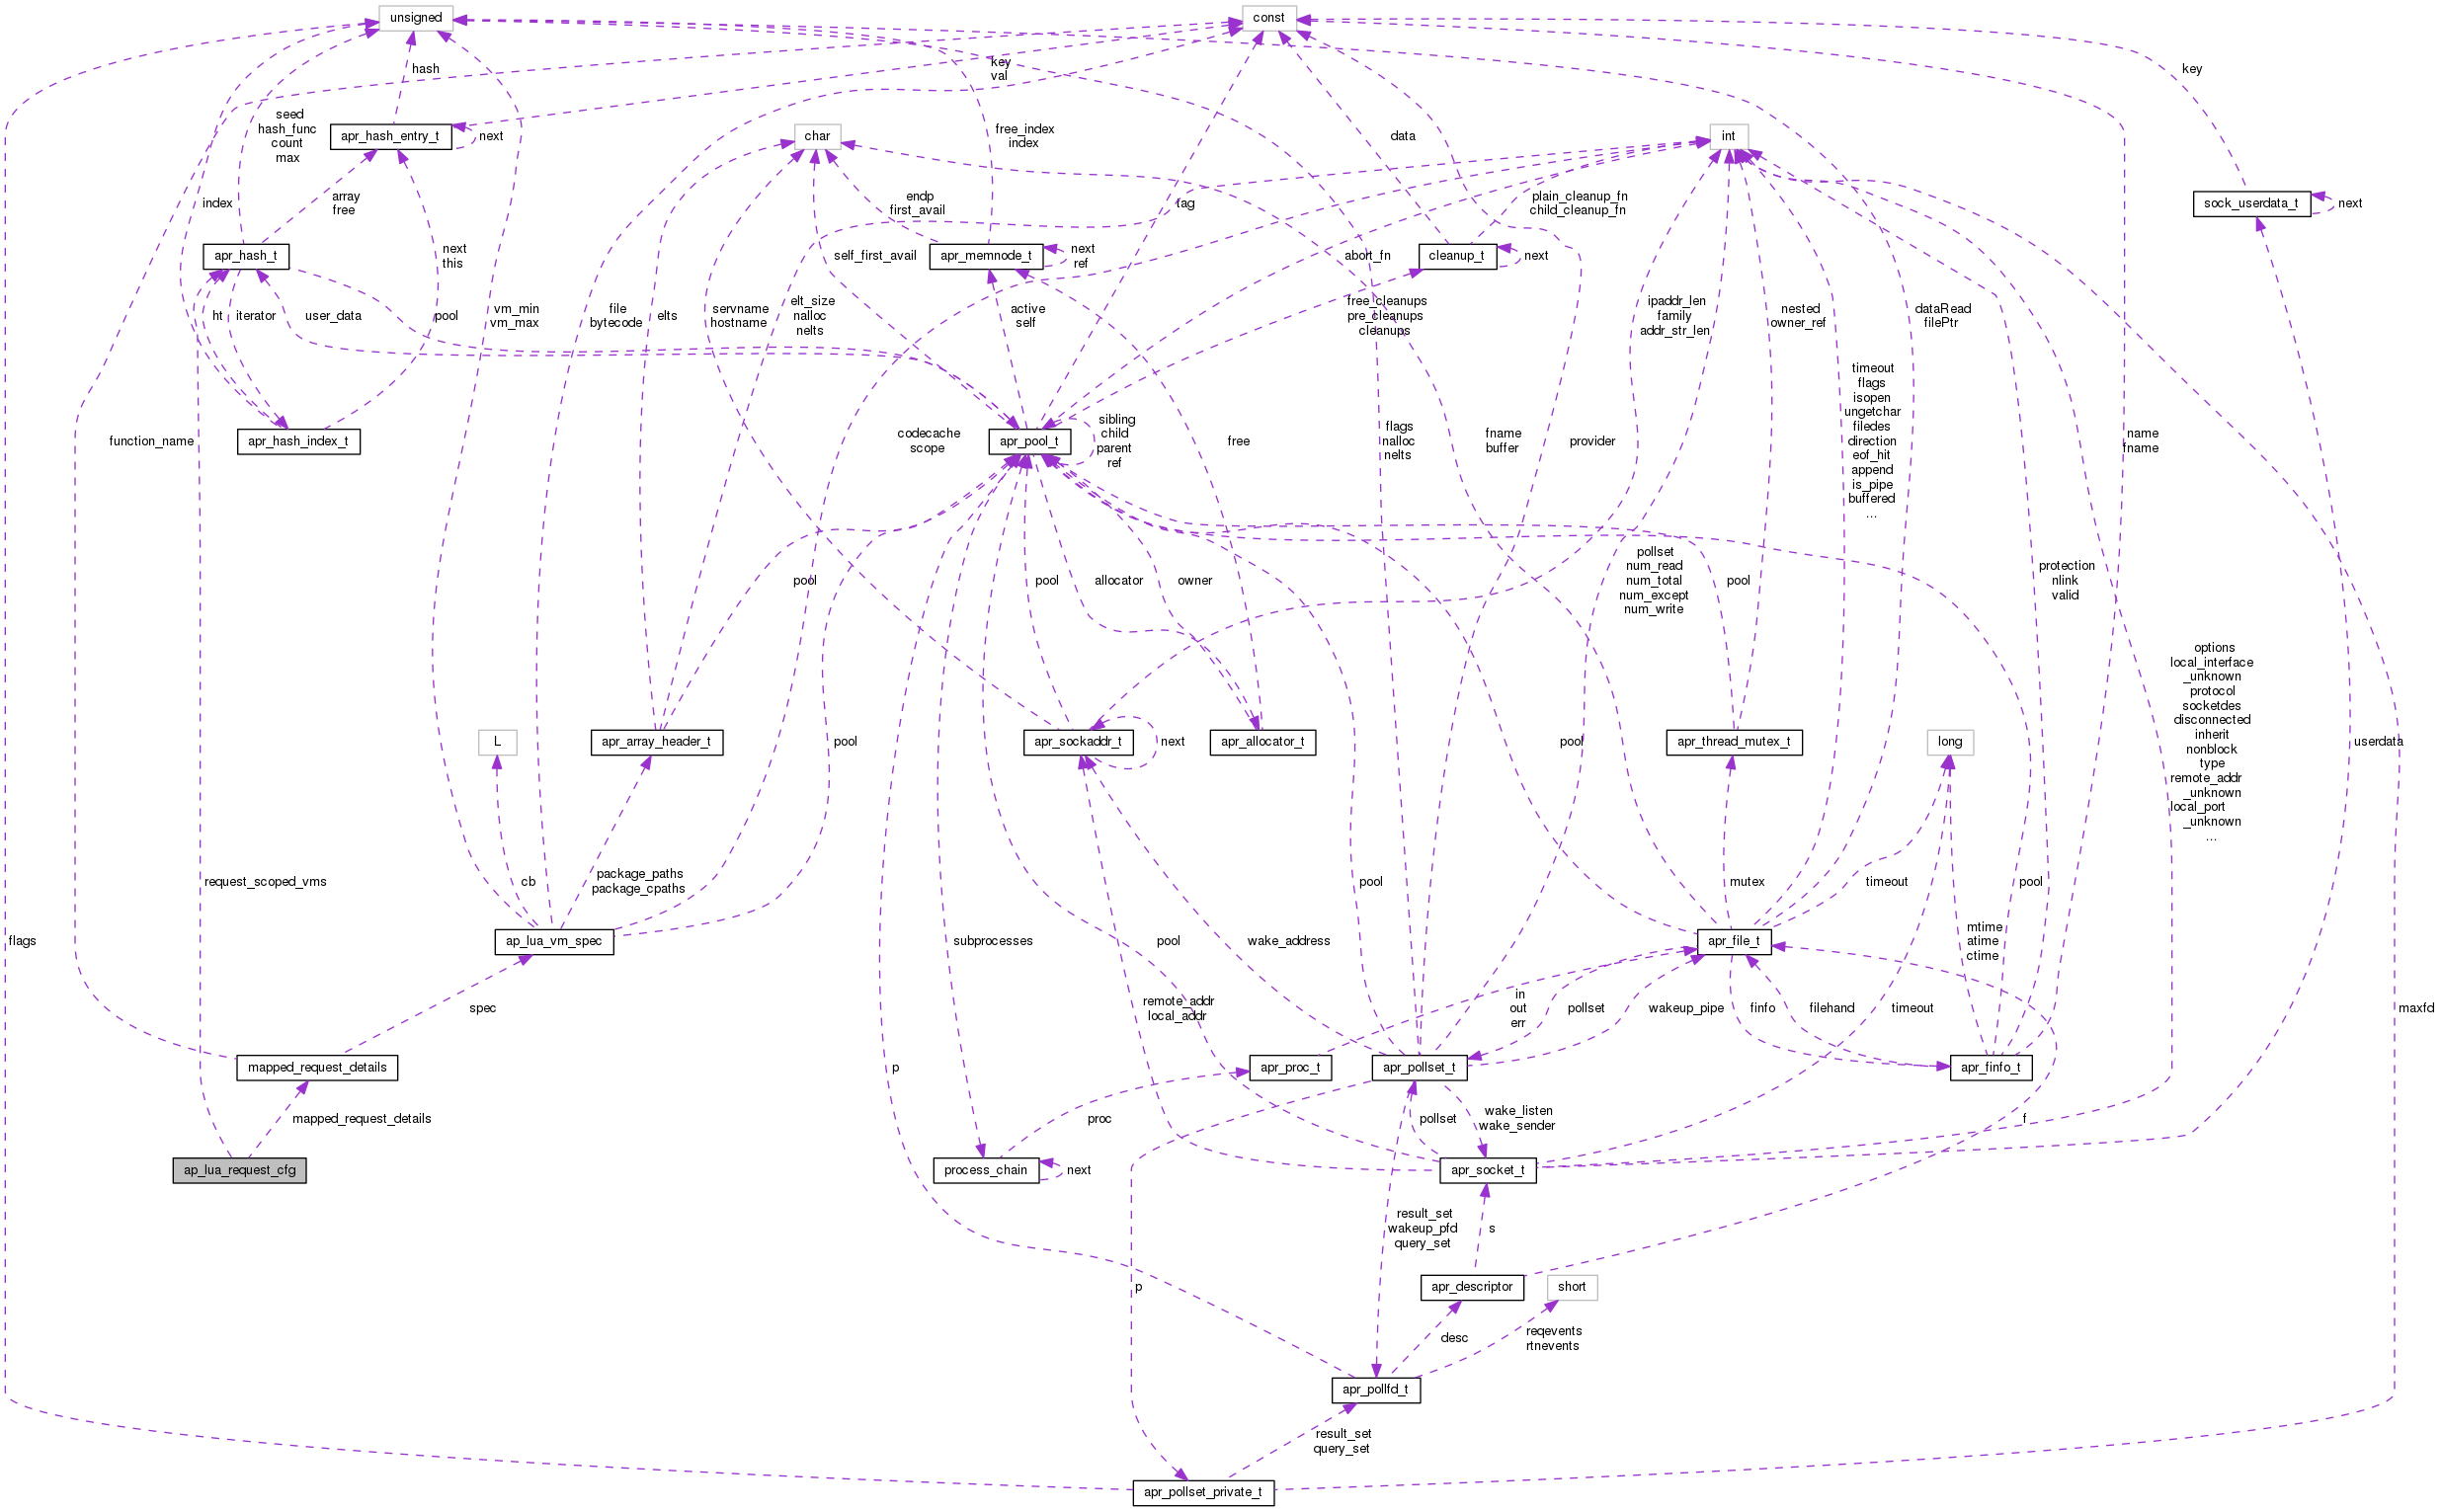 unsigned
const
hash
key
val
key
seed
hash_func
count
max
apr_hash_entry_t
next
char
free_index
index
data
int
array
free
index
endp
first_avail
tag
plain_cleanup_fn
child_cleanup_fn
sock_userdata_t
next
apr_hash_t
next
this
self_first_avail
apr_memnode_t
next
ref
abort_fn
cleanup_t
next
ht
iterator
user_data
pool
vm_min
vm_max
file
bytecode
elts
servname
hostname
elt_size
nalloc
nelts
active
self
free_cleanups
pre_cleanups
cleanups
ipaddr_len
family
addr_str_len
nested
owner_ref
dataRead
filePtr
function_name
apr_hash_index_t
codecache
scope
apr_pool_t
sibling
child
parent
ref
free
flags
nalloc
nelts
fname
buffer
provider
timeout
flags
isopen
ungetchar
filedes
direction
eof_hit
append
is_pipe
buffered
...
name
fname
pool
pool
allocator
owner
pollset
num_read
num_total
num_except
num_write
pool
protection
nlink
valid
L
apr_array_header_t
pool
apr_sockaddr_t
next
apr_allocator_t
pool
apr_thread_mutex_t
long
options
local_interface
_unknown
protocol
socketdes
disconnected
inherit
nonblock
type
remote_addr
_unknown
local_port
_unknown
...
userdata
request_scoped_vms
cb
package_paths
package_cpaths
pool
mutex
timeout
pool
flags
ap_lua_vm_spec
subprocesses
pool
wake_address
apr_file_t
mtime
atime
ctime
spec
remote_addr
local_addr
in
out
err
pollset
wakeup_pipe
finfo
filehand
timeout
maxfd
mapped_request_details
p
apr_proc_t
apr_pollset_t
apr_finfo_t
mapped_request_details
proc
pollset
wake_listen
wake_sender
f
ap_lua_request_cfg
process_chain
next
apr_socket_t
result_set
wakeup_pfd
query_set
s
p
apr_descriptor
short
desc
reqevents
rtnevents
apr_pollfd_t
result_set
query_set
apr_pollset_private_t